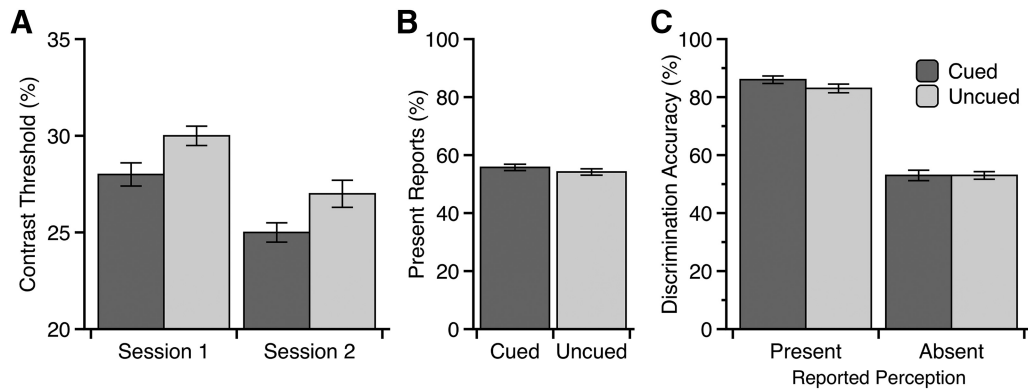 A
Contrast Threshold (%)
35
30
25
20
Session 1
Session 2
B
Present Reports (%)
100
80
60
40
20
0
Cued
Uncued
C
Discrimination Accuracy (%)
100
80
60
40
20
0
Cued
Uncued
Present
Absent
Reported Perception